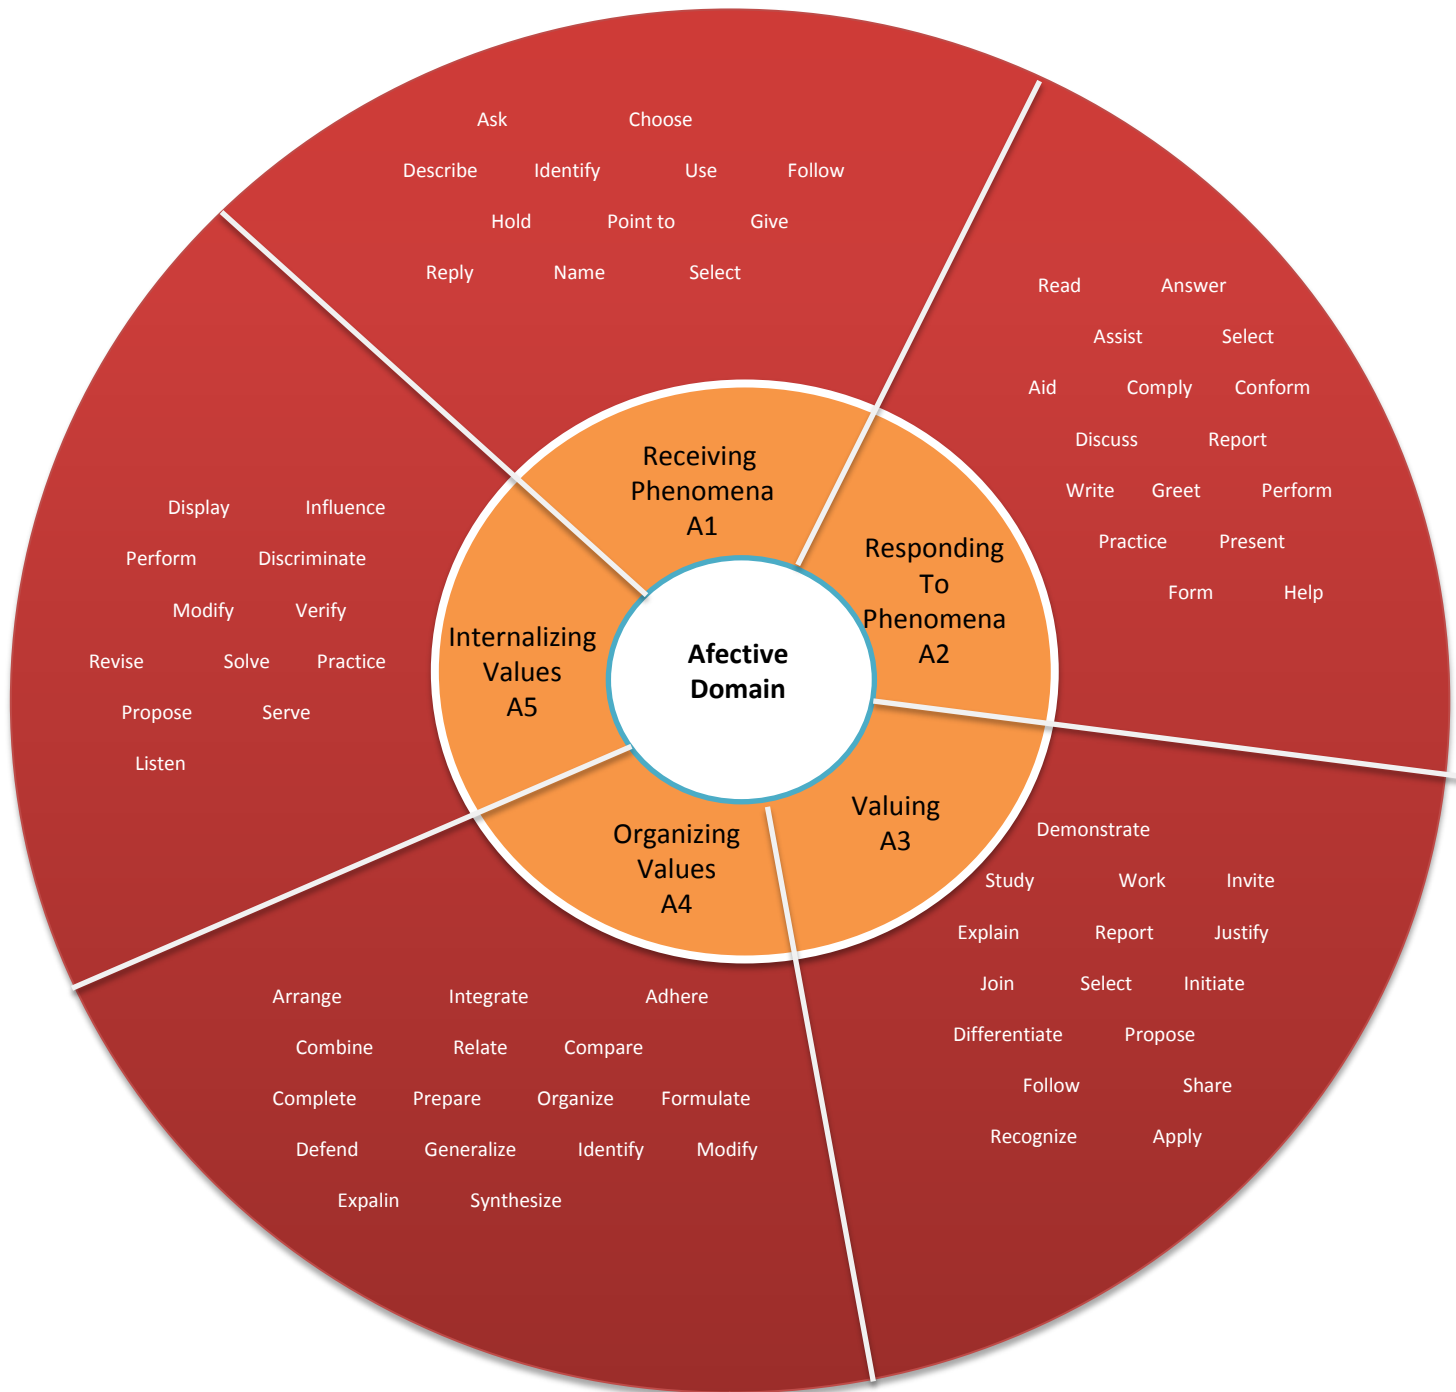 Ask Choose
Describe Identify Use Follow
Hold Point to Give
Reply Name Select
Read Answer
Assist Select
Aid Comply Conform
Discuss Report
Write Greet Perform
Practice Present
Form Help
Demonstrate
Study Work Invite
Explain Report Justify
Join Select Initiate
Differentiate Propose
Follow Share
Recognize Apply
Arrange Integrate Adhere
Combine Relate Compare
Complete Prepare Organize Formulate
Defend Generalize Identify Modify
Expalin Synthesize
Display Influence
Perform Discriminate
Modify Verify
Revise Solve Practice
Propose Serve
Listen
Receiving
Phenomena
A1
Responding
To
Phenomena
A2
Valuing
A3
Organizing
Values
A4
Internalizing
Values
A5
Afective
Domain